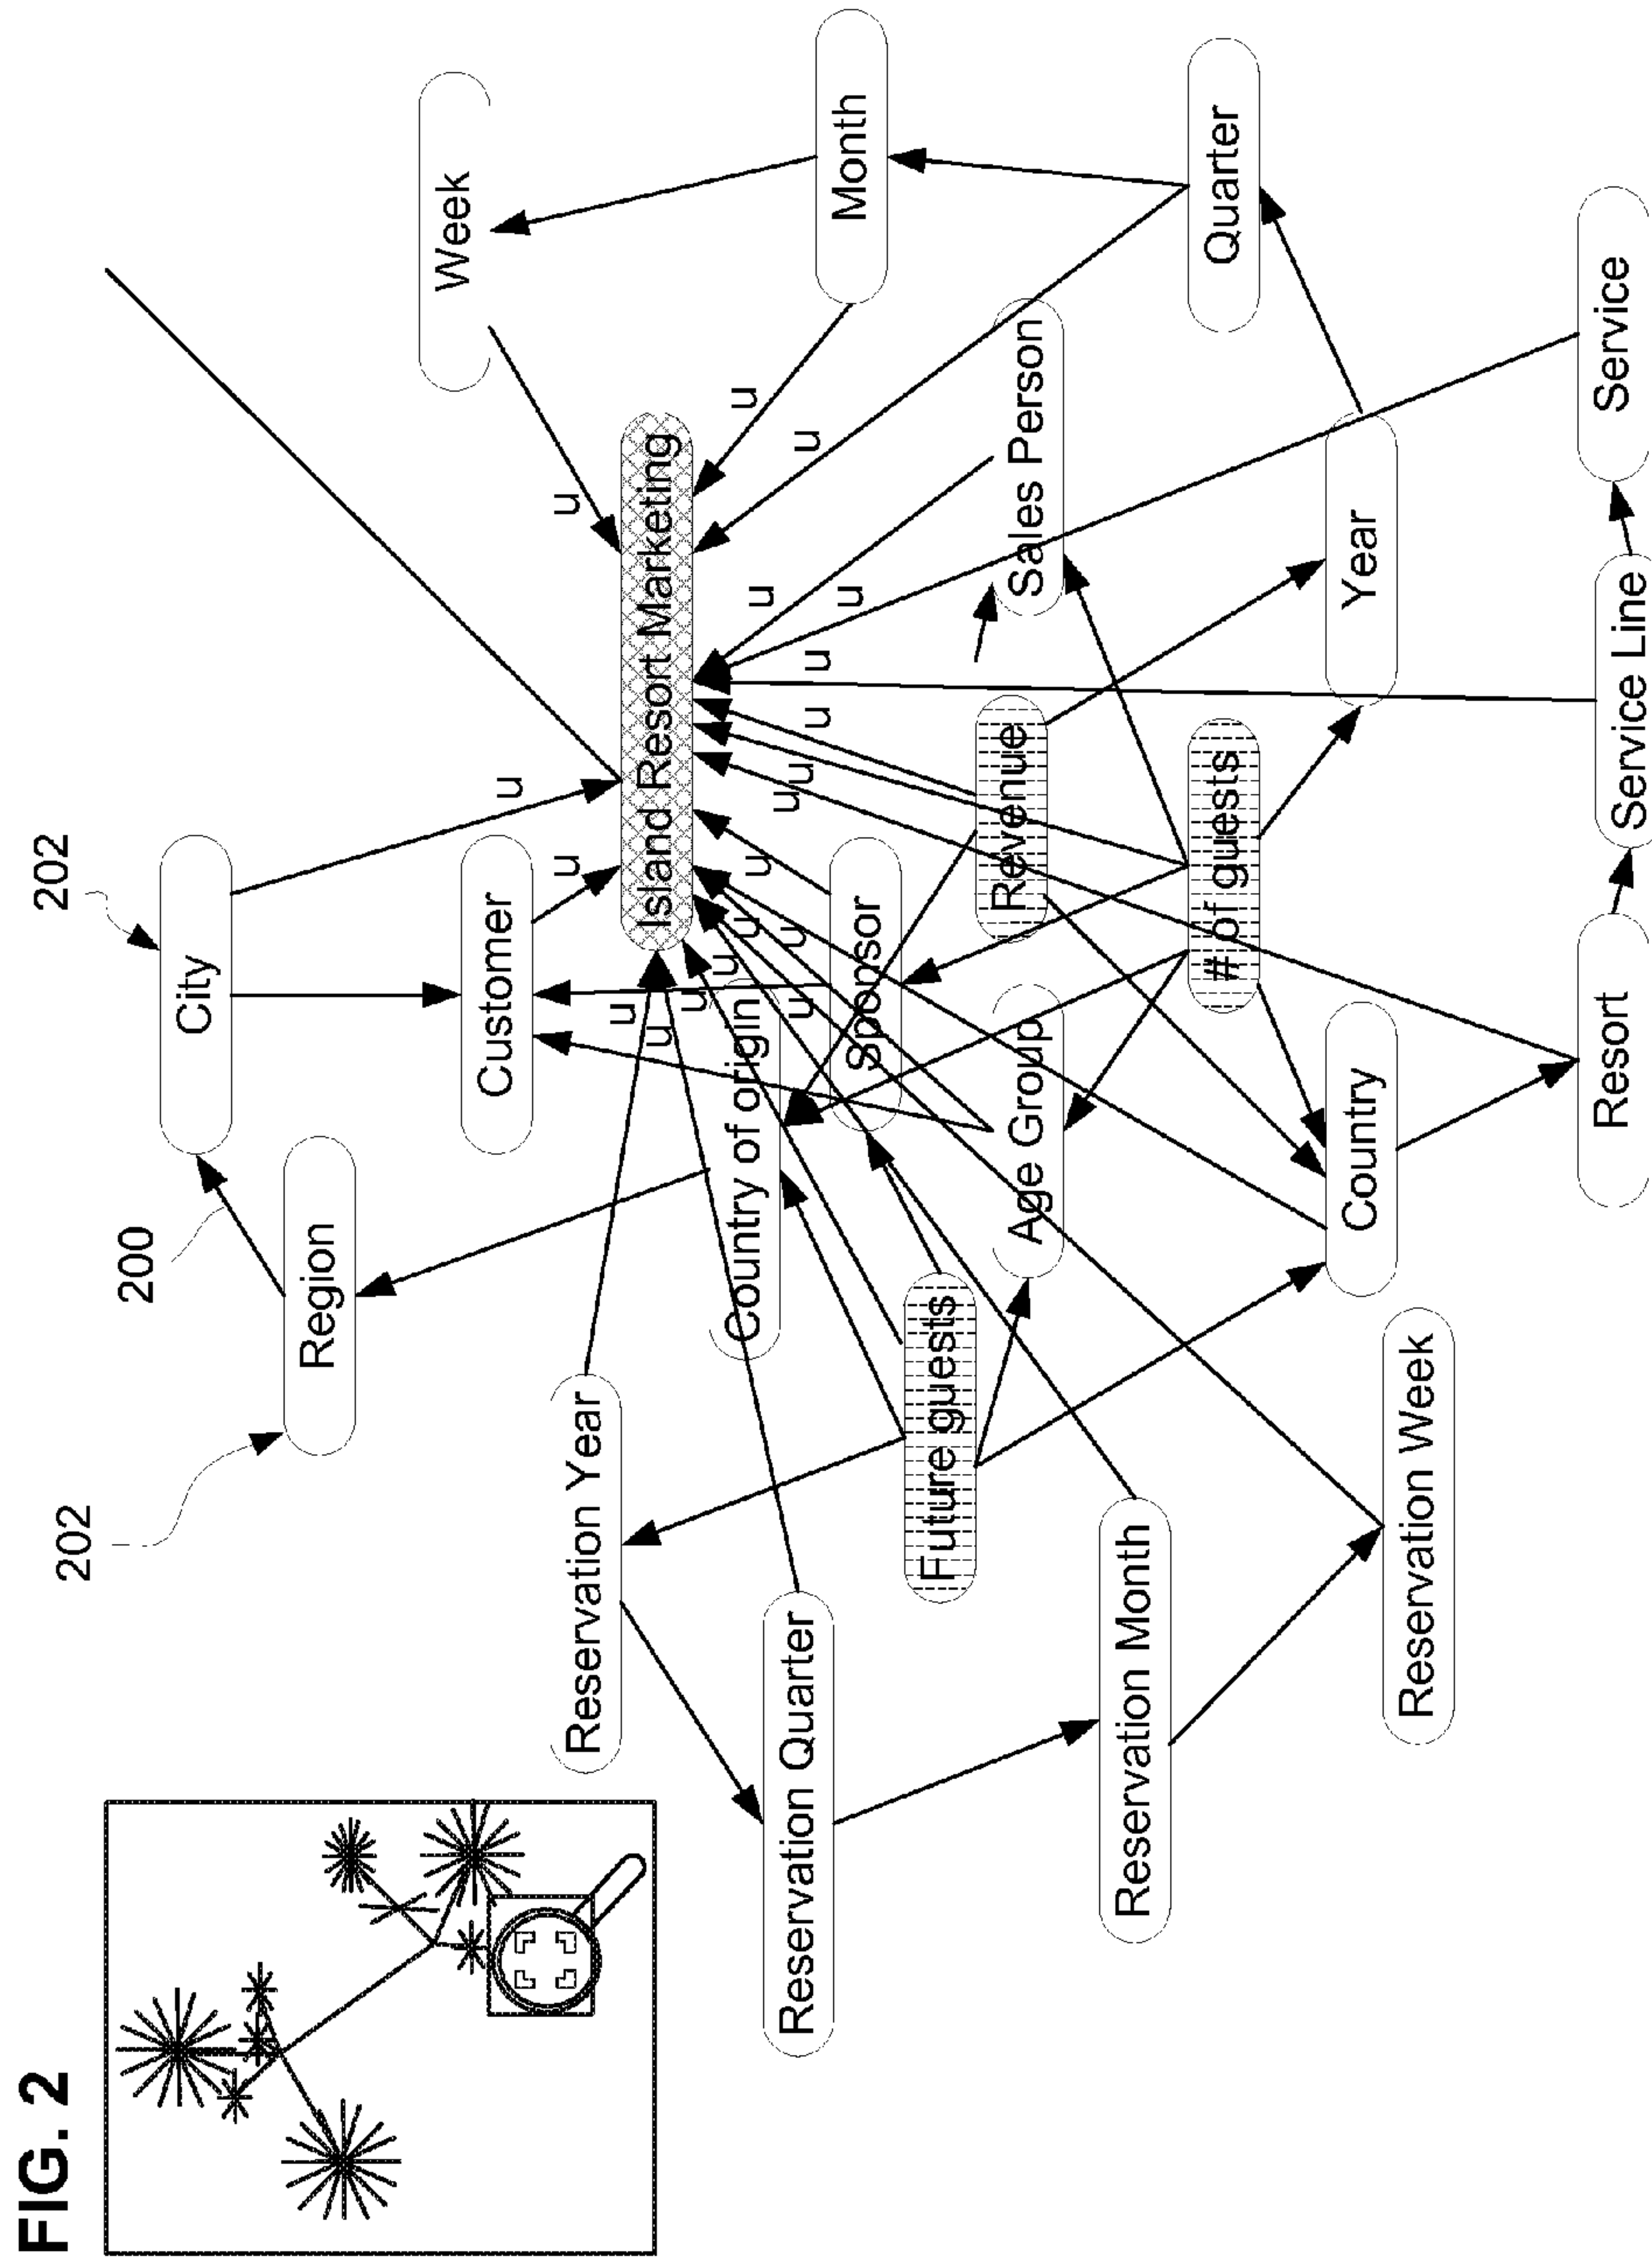 FIG. 2
202
202
200
City
Region
Week
Customer
u
u
u
Reservation Year
u
Island Resort Marketing
u
u
u
Country of origin
u
u
u
u
u
u
Reservation Quarter
u
u
u
u
u
Month
u
Sponsor
Future guests
Revenue
Age Group
Sales Person
Reservation Month
# of guests
Quarter
Country
Year
Reservation Week
Resort
Service Line
Service